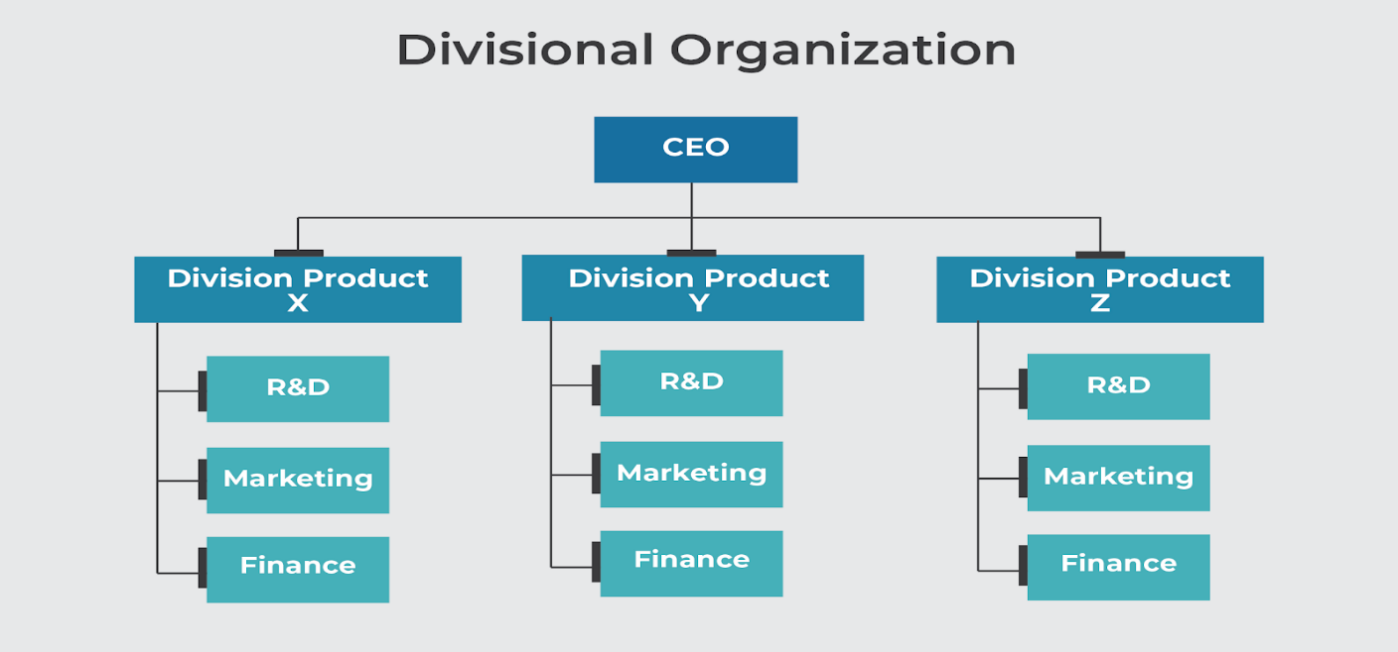 Divisional Organization
CEO
Division Product
X
R&D
Marketing
Finance
Division Product
Y
R&D
Marketing
Finance
Division Product
Z
R&D
Marketing
Finance